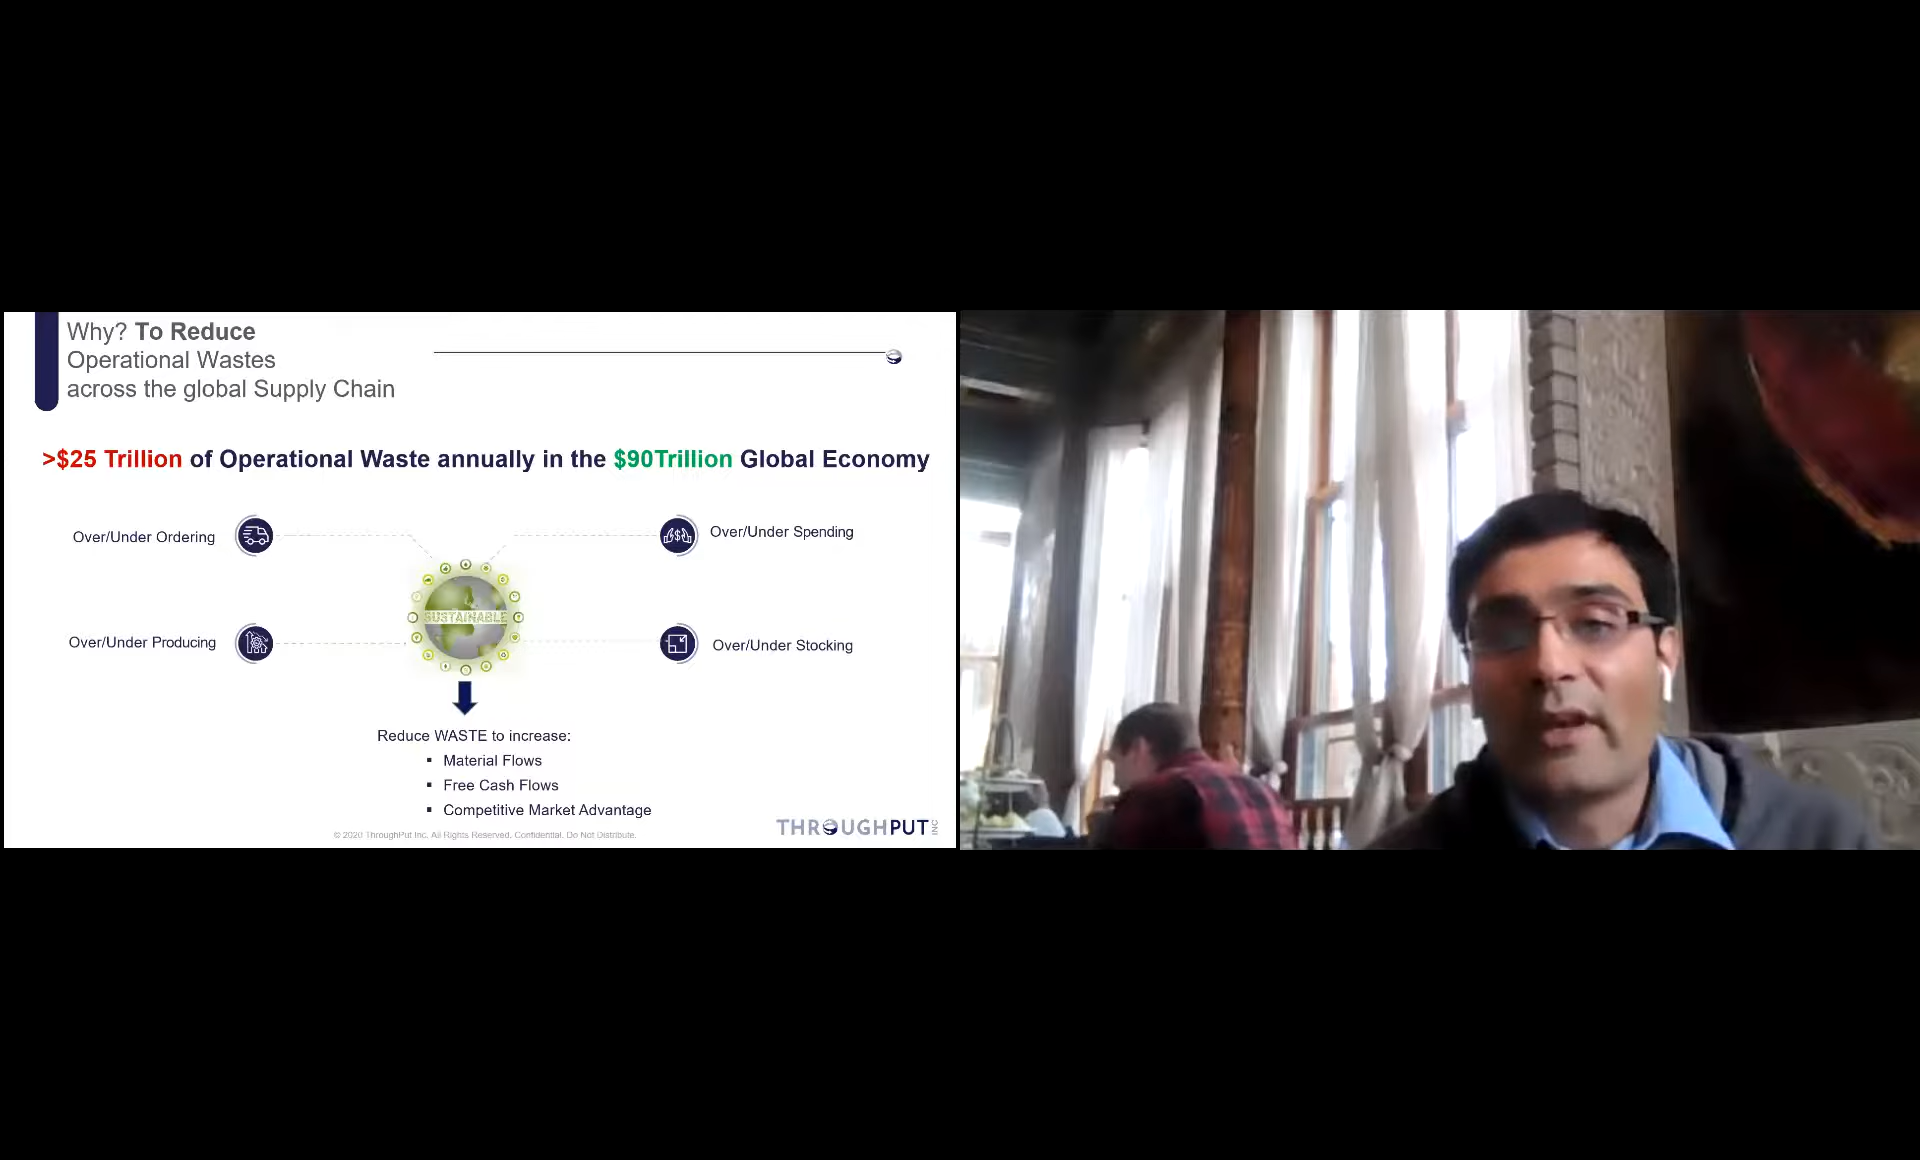 Why? To Reduce
Operational Wastes
across the global Supply Chain
>$25 Trillion of Operational Waste annually in the $90Trillion Global Economy
Over/Under Ordering
Over/Under Spending
SUSTAINABLE
Over/Under Producing
Over/Under Stocking
Reduce WASTE to increase:
▪ Material Flows
▪ Free Cash Flows
▪ Competitive Market Advantage
THROUGHPUT INC
© 2020 ThroughPut Inc, All Rights Reserved, Confidential. Do Not Distribute.